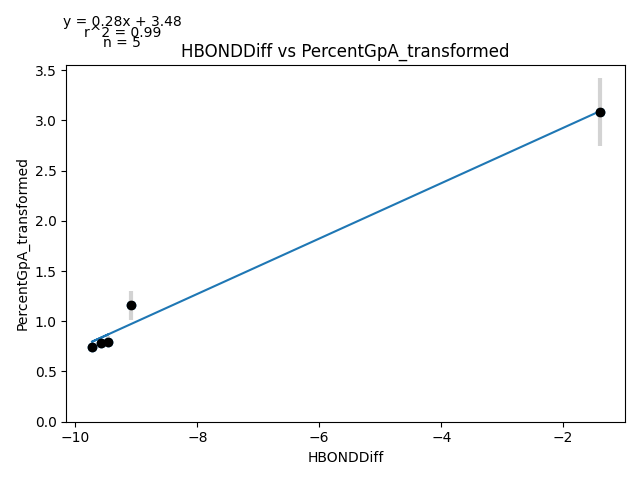 y = 0.28x + 3.48
r^2 = 0.99
n = 5
HBONDDiff vs PercentGpA_transformed
3.5
3.0
2.5
2.0
1.5
1.0
0.5
0.0
PercentGpA_transformed
−10
−8
−6
−4
−2
HBONDDiff